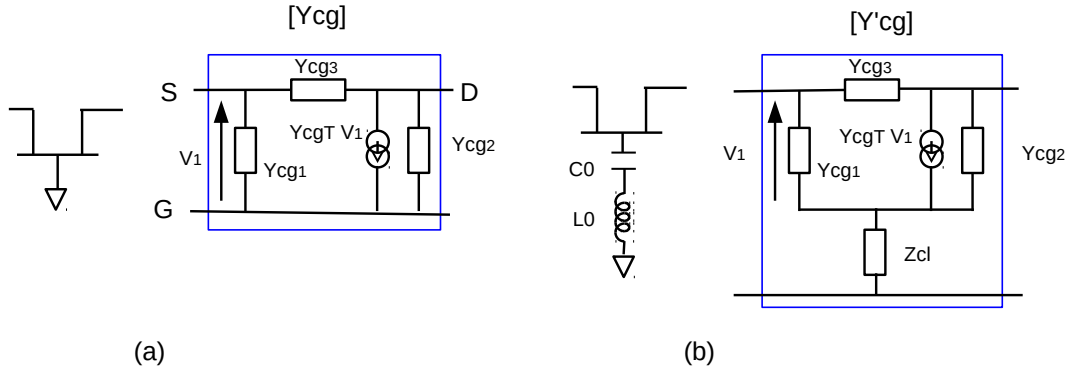 [Ycg]
S
D
G
V1
Ycg3
Ycg1
YcgT V1
Ycg2
(a)
[Y'cg]
C0
L0
V1
Ycg3
Ycg1
YcgT V1
Ycg2
Zcl
(b)